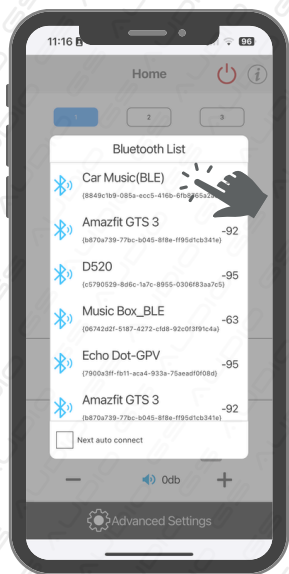 11:16
96
Home
i
1 2 3
Bluetooth List
Car Music(BLE)
Amazfit GTS 3
-92
(b870a739-77bc-b045-8f8e-ff95d1cb341e)
D520
-95
(c5790529-8d6c-1a7c-8955-0306f83aa7c5)
Music Box_BLE
-63
(06742d2f-5187-4272-cfd8-92c0f3f91c4a)
Echo Dot-GPV
-95
(7900a3ff-fb11-aca4-933a-75aeadf0f08d)
Amazfit GTS 3
-92
(b870a739-77bc-b045-8f8e-ff95d1cb341e)
Next auto connect
0db
Advanced Settings